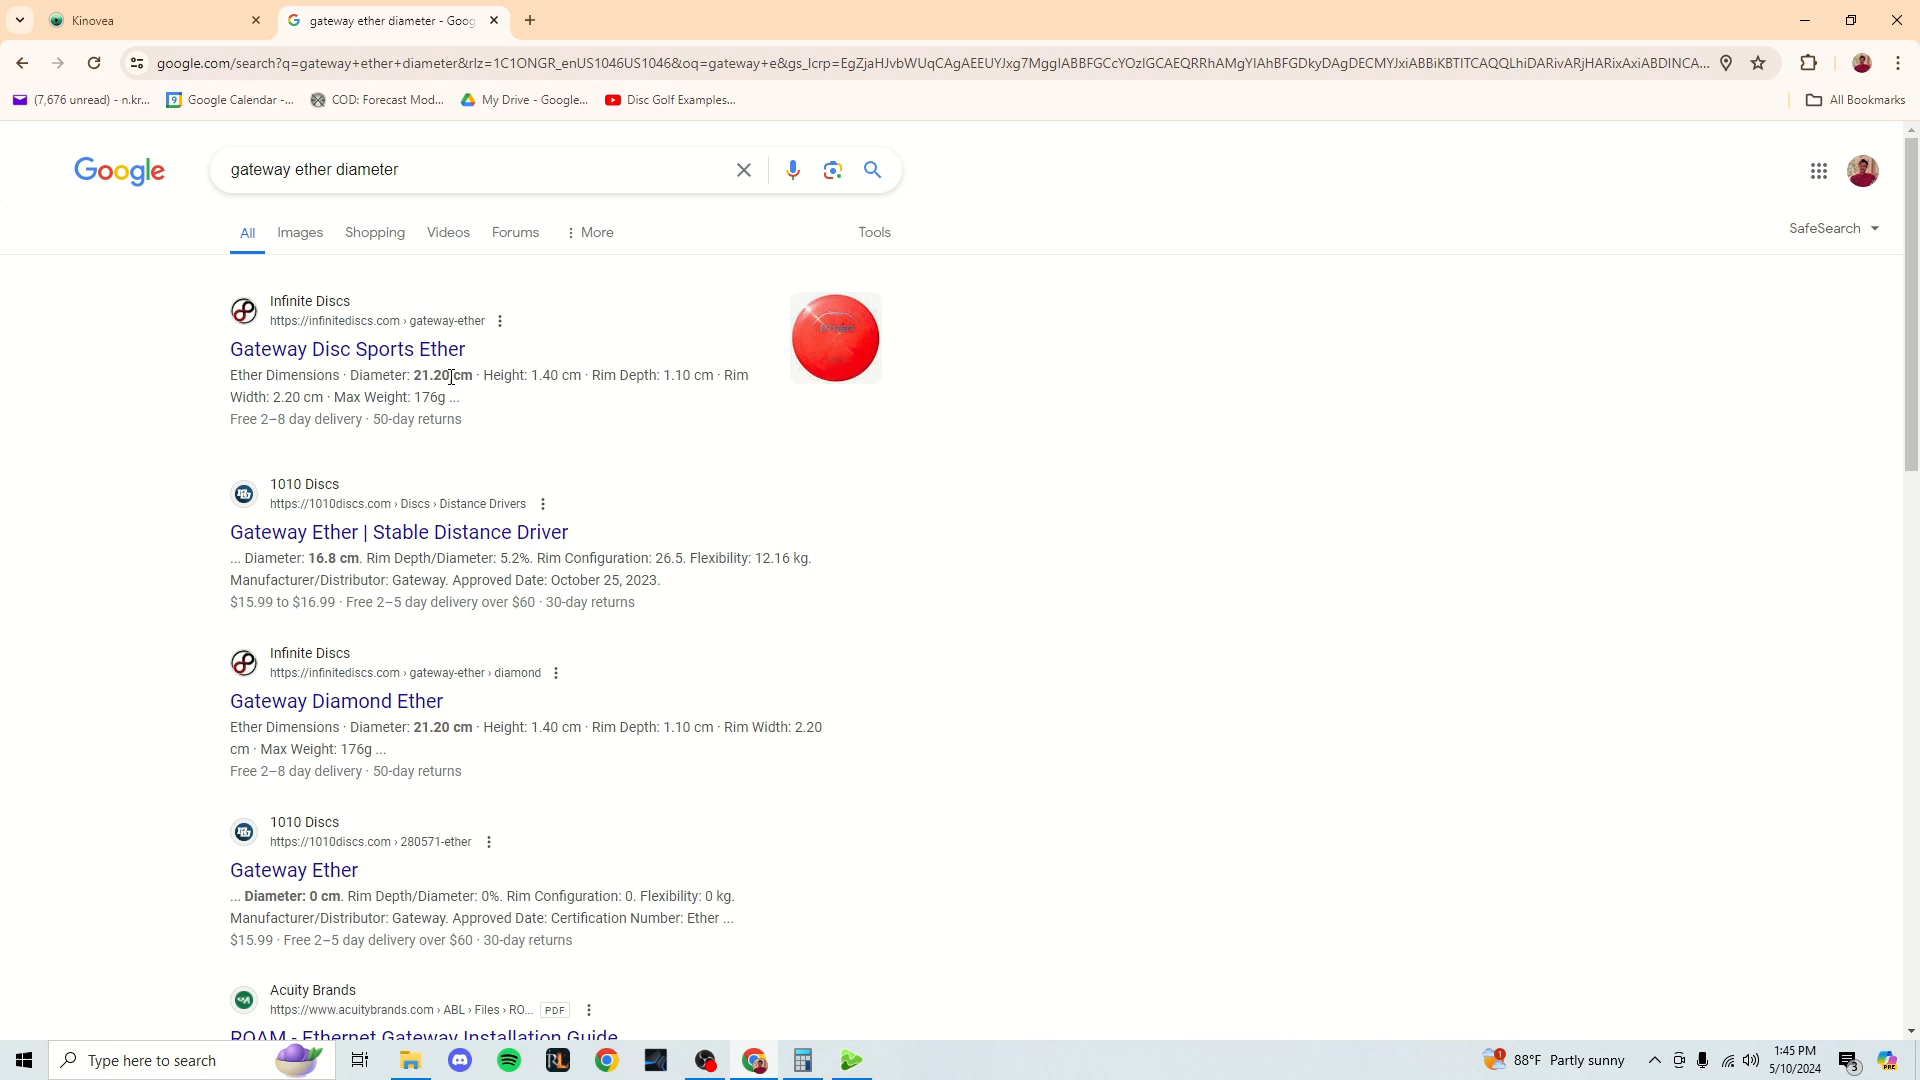 Kinovea
gateway ether diameter - Goog
google.com/search?q=gateway+ether+diameter&rlz=1C1ONGR_enUS1046US1046&oq=gateway+e&gs_lcrp=EgZjaHJvbWUqCAgAEEUYJxg7MggIABBFGCcYOzIGCAEQRRhAMgYIAhBFGDkyDAgDECMYJxiABBiKBTITCAQQLhiDARivARjHARixAxiABDINCA...
(7,676 unread) - n.kr...
Google Calendar -...
COD: Forecast Mod...
My Drive - Google...
Disc Golf Examples...
All Bookmarks
Google
gateway ether diameter
All
Images
Shopping
Videos
Forums
More
Tools
SafeSearch
Infinite Discs
https://infinitediscs.com › gateway-ether
Gateway Disc Sports Ether
Ether Dimensions · Diameter: 21.20 cm · Height: 1.40 cm · Rim Depth: 1.10 cm · Rim
Width: 2.20 cm · Max Weight: 176g ...
Free 2–8 day delivery · 50-day returns
1010 Discs
https://1010discs.com › Discs › Distance Drivers
Gateway Ether | Stable Distance Driver
... Diameter: 16.8 cm. Rim Depth/Diameter: 5.2%. Rim Configuration: 26.5. Flexibility: 12.16 kg.
Manufacturer/Distributor: Gateway. Approved Date: October 25, 2023.
$15.99 to $16.99 · Free 2–5 day delivery over $60 · 30-day returns
Infinite Discs
https://infinitediscs.com › gateway-ether › diamond
Gateway Diamond Ether
Ether Dimensions · Diameter: 21.20 cm · Height: 1.40 cm · Rim Depth: 1.10 cm · Rim Width: 2.20
cm · Max Weight: 176g ...
Free 2–8 day delivery · 50-day returns
1010 Discs
https://1010discs.com › 280571-ether
Gateway Ether
... Diameter: 0 cm. Rim Depth/Diameter: 0%. Rim Configuration: 0. Flexibility: 0 kg.
Manufacturer/Distributor: Gateway. Approved Date: Certification Number: Ether ...
$15.99 · Free 2–5 day delivery over $60 · 30-day returns
Acuity Brands
https://www.acuitybrands.com › ABL › Files › RO... PDF
ROAM - Ethernet Gateway Installation Guide
Type here to search
88°F Partly sunny
1:45 PM
5/10/2024